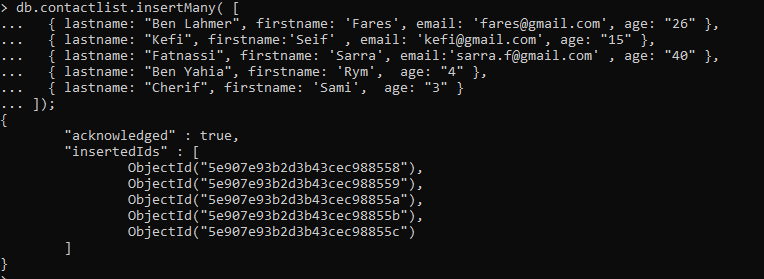 > db.contactlist.insertMany( [
... { lastname: "Ben Lahmer", firstname: 'Fares', email: 'fares@gmail.com', age: "26" },
... { lastname: "Kefi", firstname:'Seif' , email: 'kefi@gmail.com', age: "15" },
... { lastname: "Fatnassi", firstname: 'Sarra', email:'sarra.f@gmail.com' , age: "40" },
... { lastname: "Ben Yahia", firstname: 'Rym',  age: "4" },
... { lastname: "Cherif", firstname: 'Sami',  age: "3" }
... ]);
{
"acknowledged" : true,
"insertedIds" : [
ObjectId("5e907e93b2d3b43cec988558"),
ObjectId("5e907e93b2d3b43cec988559"),
ObjectId("5e907e93b2d3b43cec98855a"),
ObjectId("5e907e93b2d3b43cec98855b"),
ObjectId("5e907e93b2d3b43cec98855c")
]
}